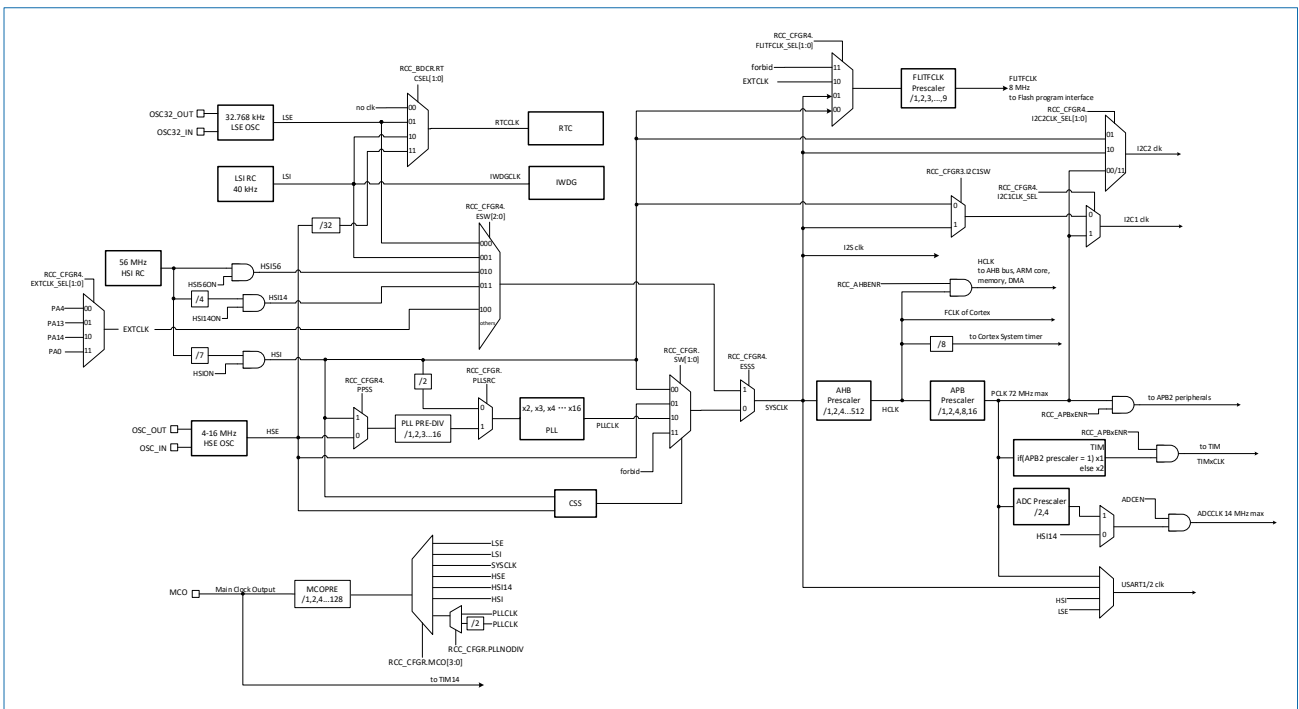 RCC_CFGR4.
FLITFCLK_SEL[1:0]
forbid
11
EXTCLK
10
01
00
FLITFCLK
Prescaler
/1,2,3,...,9
FLITFCLK
8 MHz
to Flash program interface
RCC_BDCR.RT
CSEL[1:0]
no clk
00
01
10
11
OSC32_OUT
OSC32_IN
32.768 kHz
LSE OSC
LSE
RTCCLK
RTC
LSI RC
40 kHz
LSI
IWDGCLK
IWDG
RCC_CFGR4.
I2C2CLK_SEL[1:0]
01
10
00/11
I2C2 clk
RCC_CFGR3.I2C1SW
0
1
RCC_CFGR4.
I2C1CLK_SEL
0
1
I2C1 clk
/32
RCC_CFGR4.
ESW[2:0]
000
001
010
011
100
others
56 MHz
HSI RC
HSI56
HSI56ON
/4
HSI14
HSI14ON
RCC_CFGR4.
EXTCLK_SEL[1:0]
PA4
00
PA13
01
PA14
10
PA0
11
EXTCLK
/7
HSI
HSION
I2S clk
HCLK
to AHB bus, ARM core,
memory, DMA
RCC_AHBENR
FCLK of Cortex
/8
to Cortex System timer
RCC_CFGR4.
PPSS
1
0
/2
RCC_CFGR.
PLLSRC
0
1
RCC_CFGR.
SW[1:0]
00
01
10
11
RCC_CFGR4.
ESSS
1
0
SYSCLK
OSC_OUT
OSC_IN
4-16 MHz
HSE OSC
HSE
PLL PRE-DIV
/1,2,3...16
x2, x3, x4 ··· x16
PLL
PLLCLK
forbid
CSS
AHB
Prescaler
/1,2,4...512
HCLK
APB
Prescaler
/1,2,4,8,16
PCLK 72 MHz max
RCC_APBxENR
to APB2 peripherals
TIM
if(APB2 prescaler = 1) x1
else x2
RCC_APBxENR
to TIM
TIMxCLK
ADC Prescaler
/2,4
1
0
HSI14
ADCEN
ADCCLK 14 MHz max
HSI
LSE
USART1/2 clk
MCO
Main Clock Output
MCOPRE
/1,2,4...128
LSE
LSI
SYSCLK
HSE
HSI14
HSI
PLLCLK
/2
PLLCLK
RCC_CFGR.PLLNODIV
RCC_CFGR.MCO[3:0]
to TIM14